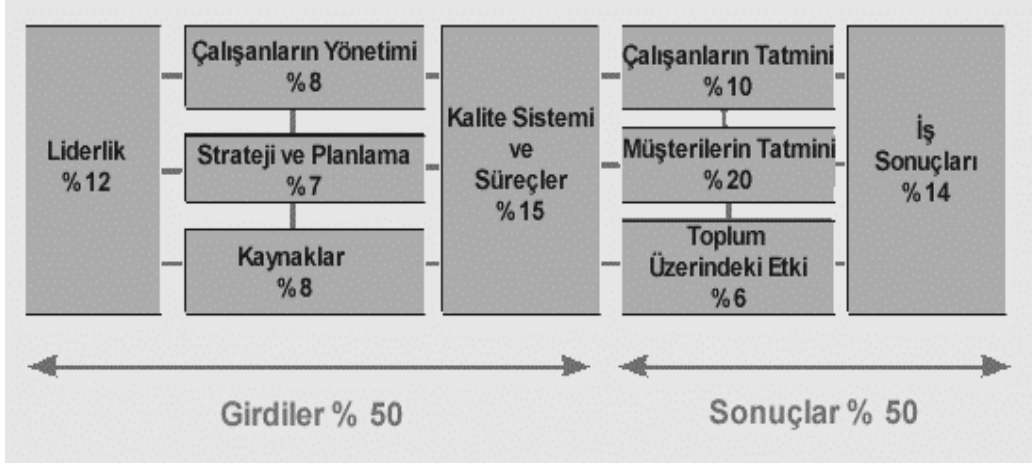 Liderlik
%12
Çalışanların Yönetimi
%8
Strateji ve Planlama
%7
Kaynaklar
%8
Kalite Sistemi
ve
Süreçler
%15
Çalışanların Tatmini
%10
Müşterilerin Tatmini
%20
Toplum
Üzerindeki Etki
%6
İş
Sonuçları
%14
Girdiler % 50
Sonuçlar % 50